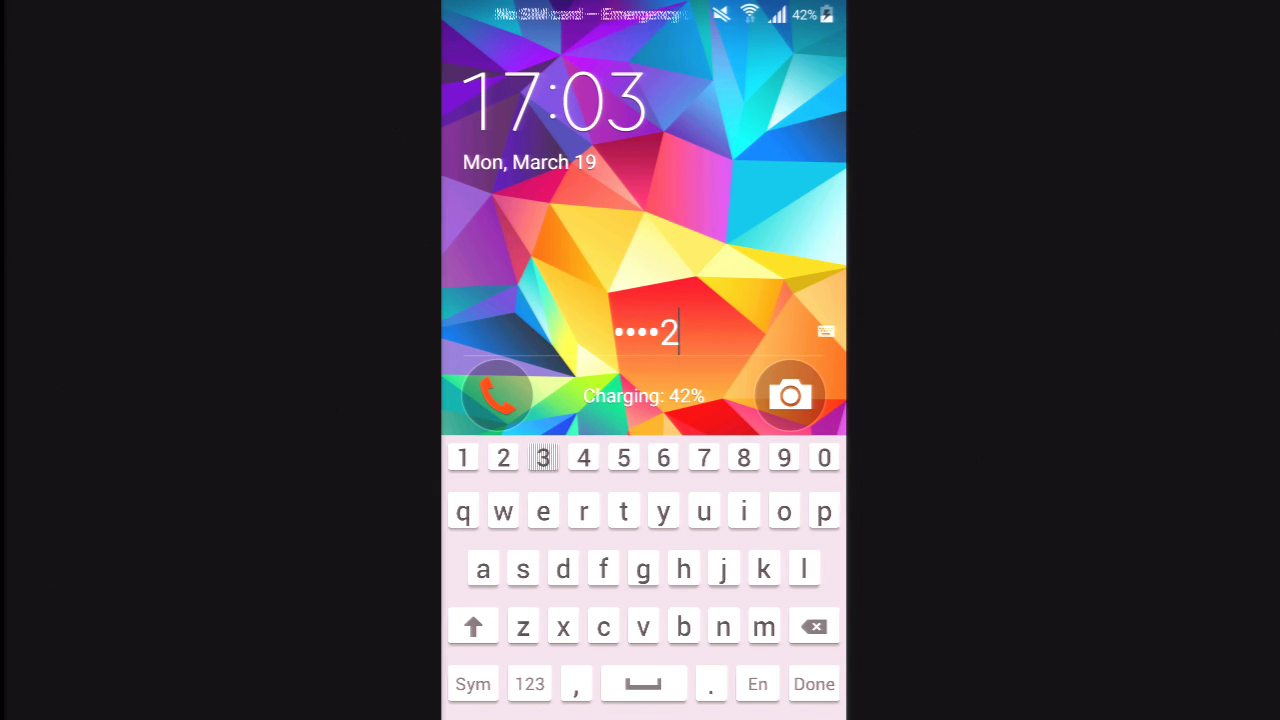 No SIM card – Emergency 42%
17:03
Mon, March 19
••••2
Charging: 42%
1 2 3 4 5 6 7 8 9 0
q w e r t y u i o p
a s d f g h j k l
z x c v b n m
Sym 123 , . En Done